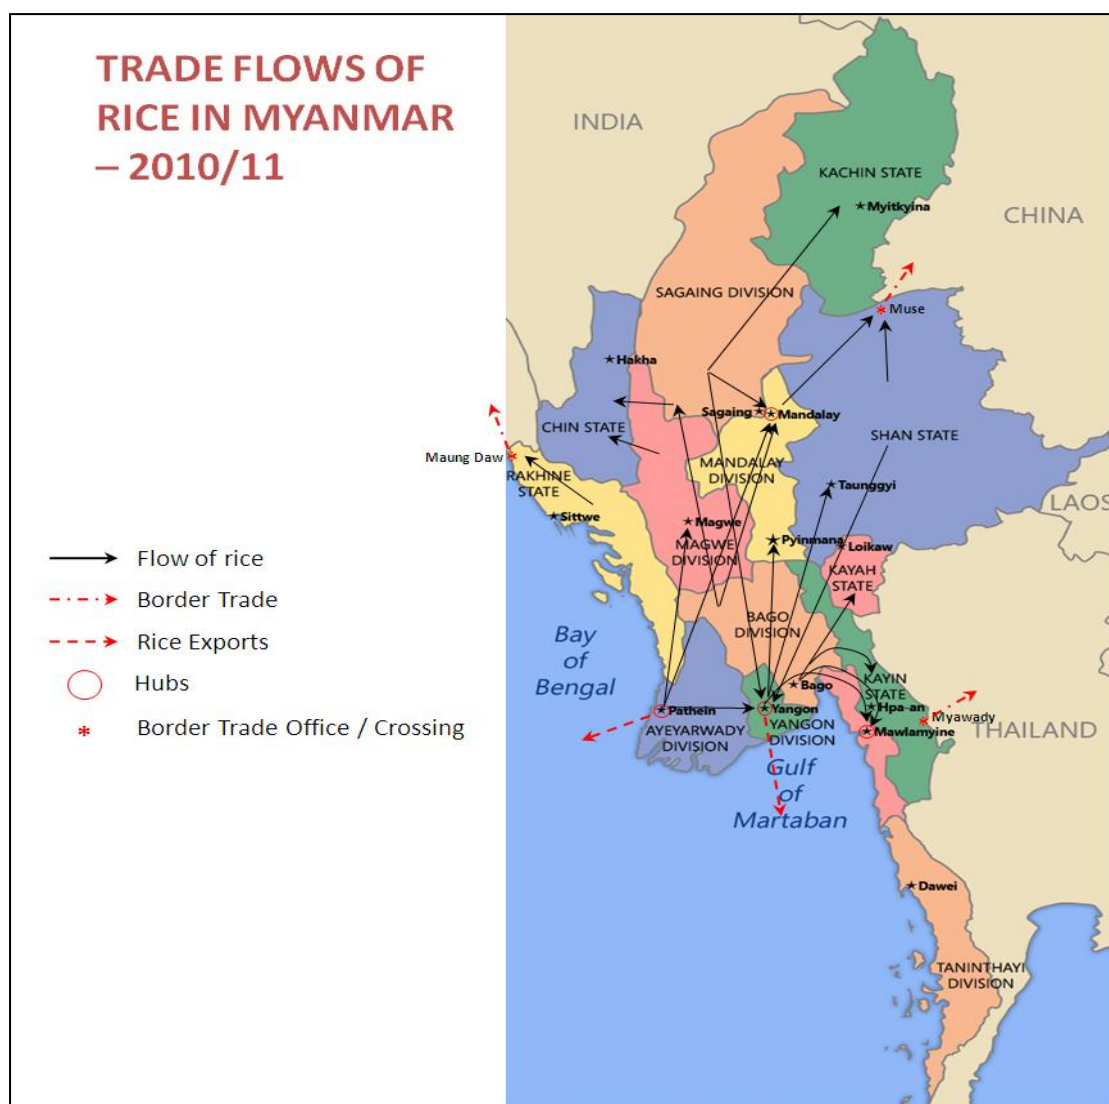 TRADE FLOWS OF
RICE IN MYANMAR
– 2010/11
INDIA
KACHIN STATE
Myitkyina
CHINA
SAGAING DIVISION
Muse
Hakha
Sagaing
Mandalay
CHIN STATE
SHAN STATE
Maung Daw
MANDALAY
DIVISION
RAKHINE
STATE
Taunggyi
LAOS
Sittwe
Magwe
MAGWE
DIVISION
Pyinmana
Loikaw
KAYAH
STATE
Flow of rice
Border Trade
Rice Exports
Hubs
Border Trade Office / Crossing
BAGO
DIVISION
Bay
of
Bengal
Bago
KAYIN
STATE
Pathein
Yangon
Hpa-an
Myawady
AYEYARWADY
DIVISION
YANGON
DIVISION
Mawlamyine
THAILAND
Gulf
of
Martaban
Dawei
TANINTHAYI
DIVISION